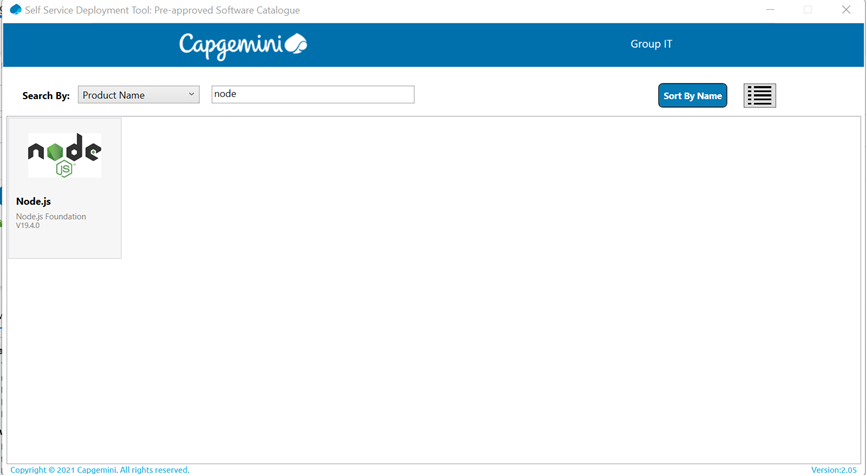 Self Service Deployment Tool: Pre-approved Software Catalogue
Capgemini
Group IT
Search By:
Product Name
node
Sort By Name
node
JS
Node.js
Node.js Foundation
V19.4.0
Copyright © 2021 Capgemini. All rights reserved.
Version:2.05